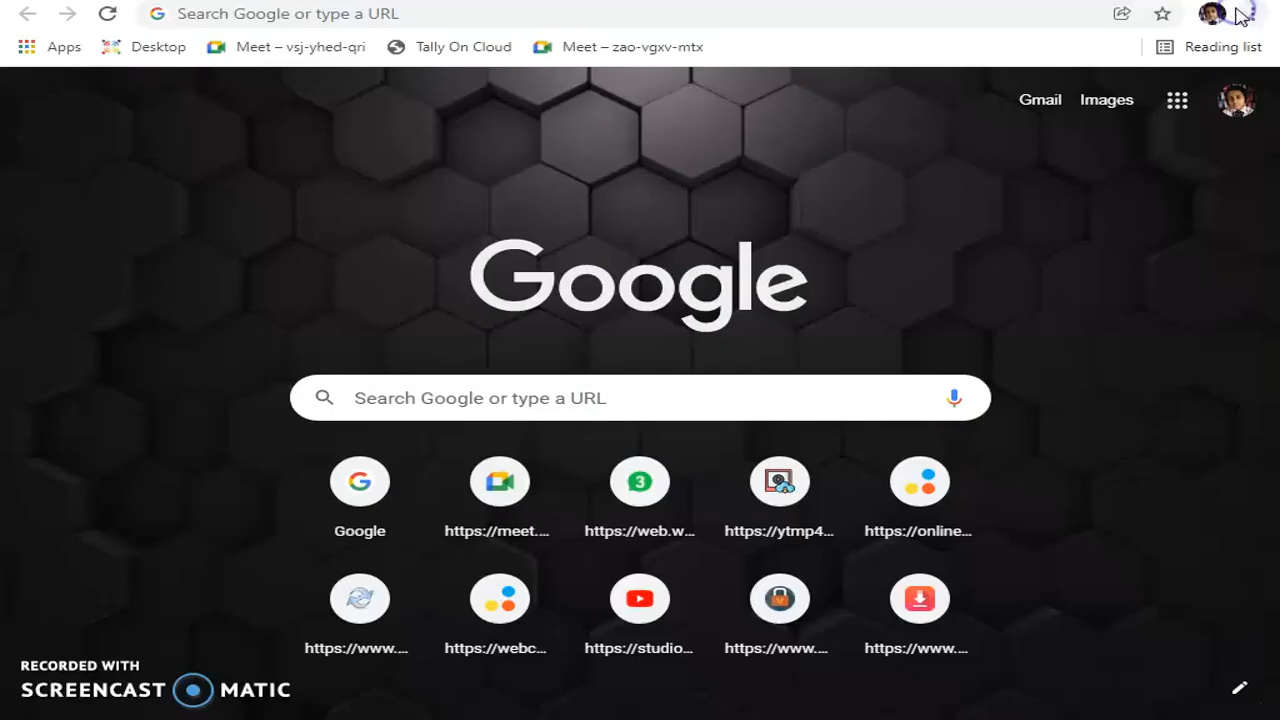 Search Google or type a URL
Apps Desktop Meet – vsj-yhed-qri Tally On Cloud Meet – zao-vgxv-mtx Reading list
Gmail Images
Google
Search Google or type a URL
3
Google https://meet.... https://web.w... https://ytmp4... https://online...
https://www.... https://webc... https://studio... https://www.... https://www....
RECORDED WITH
SCREENCAST MATIC